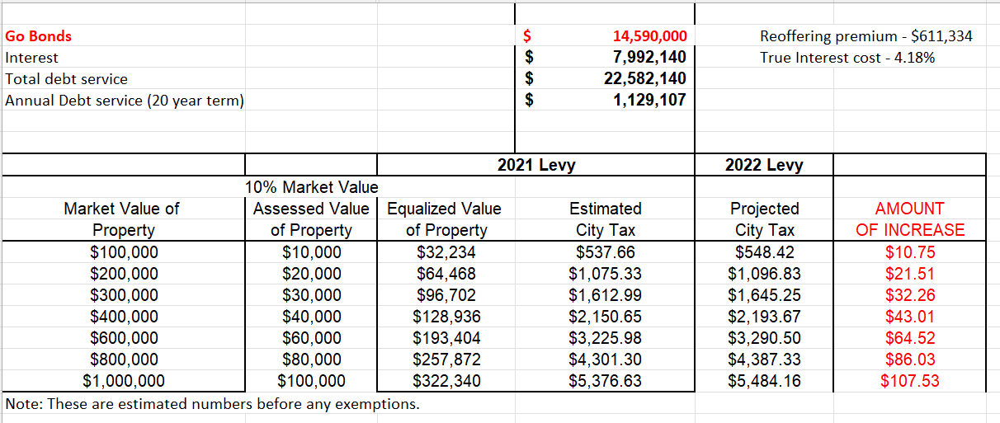 Go Bonds $ 14,590,000 Reoffering premium - $611,334
Interest $ 7,992,140 True Interest cost - 4.18%
Total debt service $ 22,582,140
Annual Debt service (20 year term) $ 1,129,107
2021 Levy 2022 Levy
10% Market Value
Market Value of Assessed Value Equalized Value Estimated Projected AMOUNT
Property of Property of Property City Tax City Tax OF INCREASE
$100,000 $10,000 $32,234 $537.66 $548.42 $10.75
$200,000 $20,000 $64,468 $1,075.33 $1,096.83 $21.51
$300,000 $30,000 $96,702 $1,612.99 $1,645.25 $32.26
$400,000 $40,000 $128,936 $2,150.65 $2,193.67 $43.01
$600,000 $60,000 $193,404 $3,225.98 $3,290.50 $64.52
$800,000 $80,000 $257,872 $4,301.30 $4,387.33 $86.03
$1,000,000 $100,000 $322,340 $5,376.63 $5,484.16 $107.53
Note: These are estimated numbers before any exemptions.